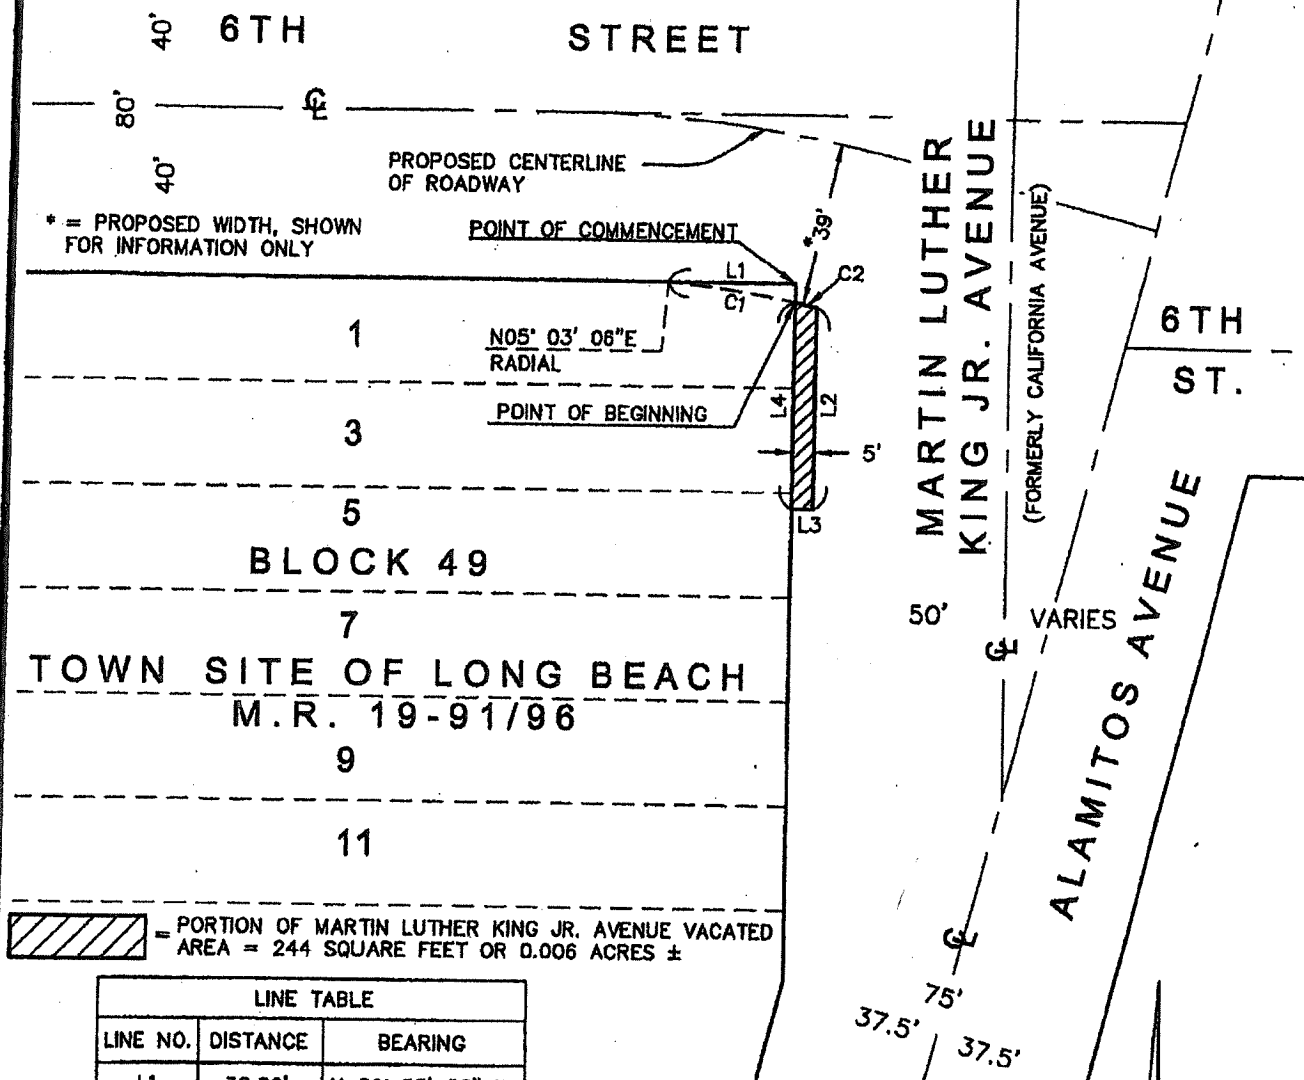 40'
6TH STREET
80'
℄
40'
PROPOSED CENTERLINE
OF ROADWAY
* = PROPOSED WIDTH, SHOWN
FOR INFORMATION ONLY
POINT OF COMMENCEMENT
*39'
L1
C1
C2
1
N05° 03' 06"E
RADIAL
POINT OF BEGINNING
L4
L2
5'
L3
3
5
BLOCK 49
7
TOWN SITE OF LONG BEACH
M.R. 19-91/96
9
11
MARTIN LUTHER
KING JR. AVENUE
(FORMERLY CALIFORNIA AVENUE)
6TH
ST.
50'
VARIES
℄
ALAMITOS AVENUE
℄
75'
37.5'
37.5'
= PORTION OF MARTIN LUTHER KING JR. AVENUE VACATED
AREA = 244 SQUARE FEET OR 0.006 ACRES ±
LINE TABLE
LINE NO. DISTANCE BEARING